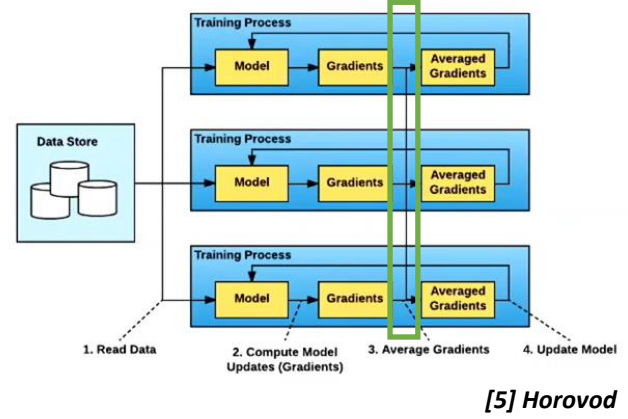 Training Process
Model
Gradients
Averaged
Gradients
Data Store
Training Process
Model
Gradients
Averaged
Gradients
Training Process
Model
Gradients
Averaged
Gradients
1. Read Data
2. Compute Model
Updates (Gradients)
3. Average Gradients
4. Update Model
[5] Horovod